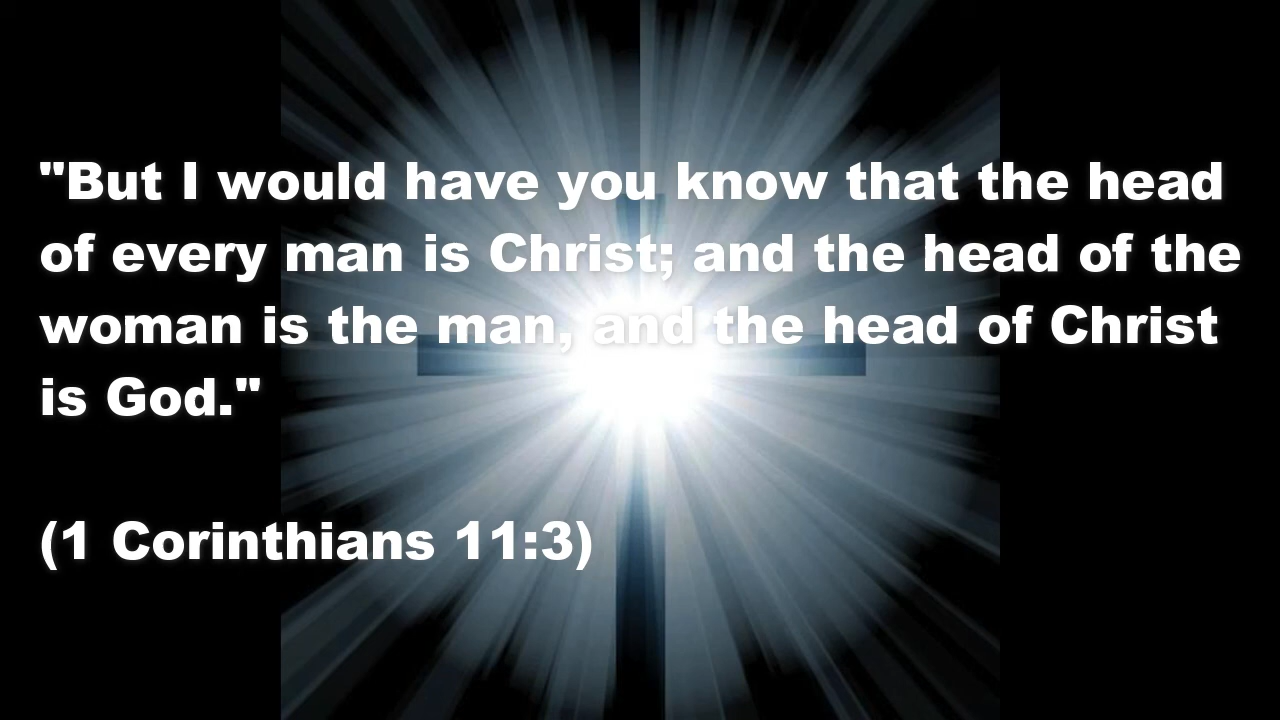 "But I would have you know that the head
of every man is Christ; and the head of the
woman is the man, and the head of Christ
is God."
(1 Corinthians 11:3)